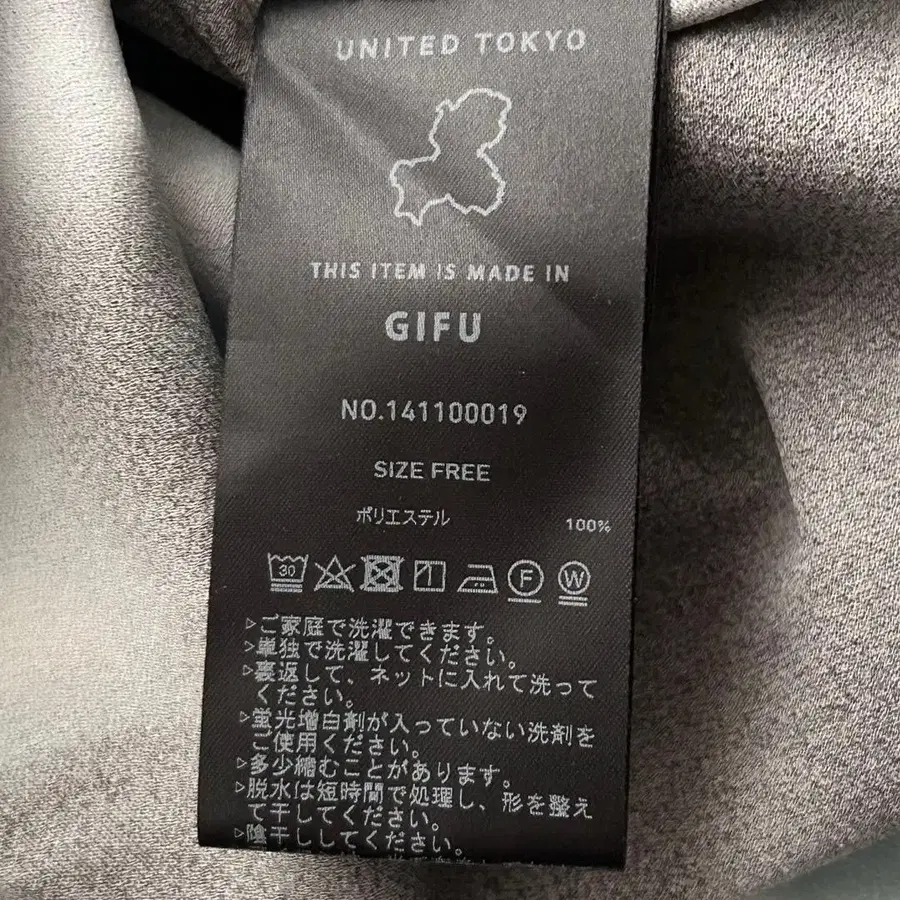 UNITED TOKYO
THIS ITEM IS MADE IN
GIFU
NO.141100019
SIZE FREE
ポリエステル 100%
30 F W
▷ご家庭で洗濯できます。
▷単独で洗濯してください。
▷裏返して、ネットに入れて洗って
ください。
▷蛍光増白剤が入っていない洗剤を
ご使用ください。
▷多少縮むことがあります。
▷脱水は短時間で処理し、形を整え
て干してください。
▷陰干ししてください。